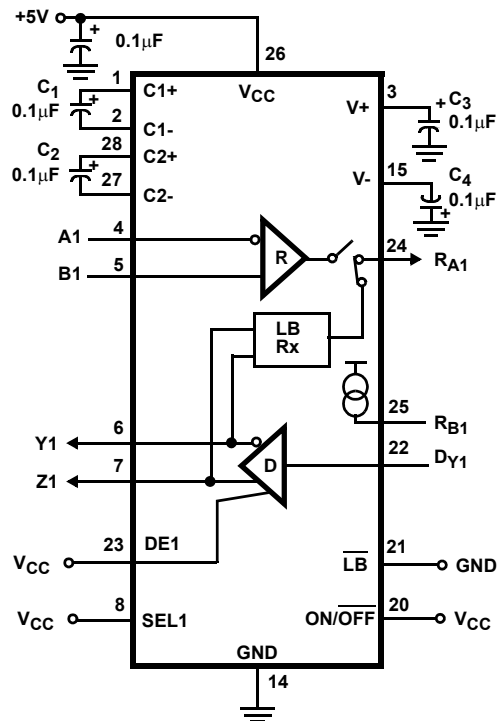 +5V
+
0.1µF
26
C1
0.1µF
+
1
C1+
VCC
2
C1-
C2
0.1µF
+
28
C2+
27
C2-
3
V+
+
C3
0.1µF
15
V-
C4
0.1µF
+
4
A1
5
B1
R
24
RA1
LB
Rx
25
RB1
6
Y1
7
Z1
D
22
DY1
VCC
23
DE1
LB
21
GND
VCC
8
SEL1
ON/OFF
20
VCC
GND
14